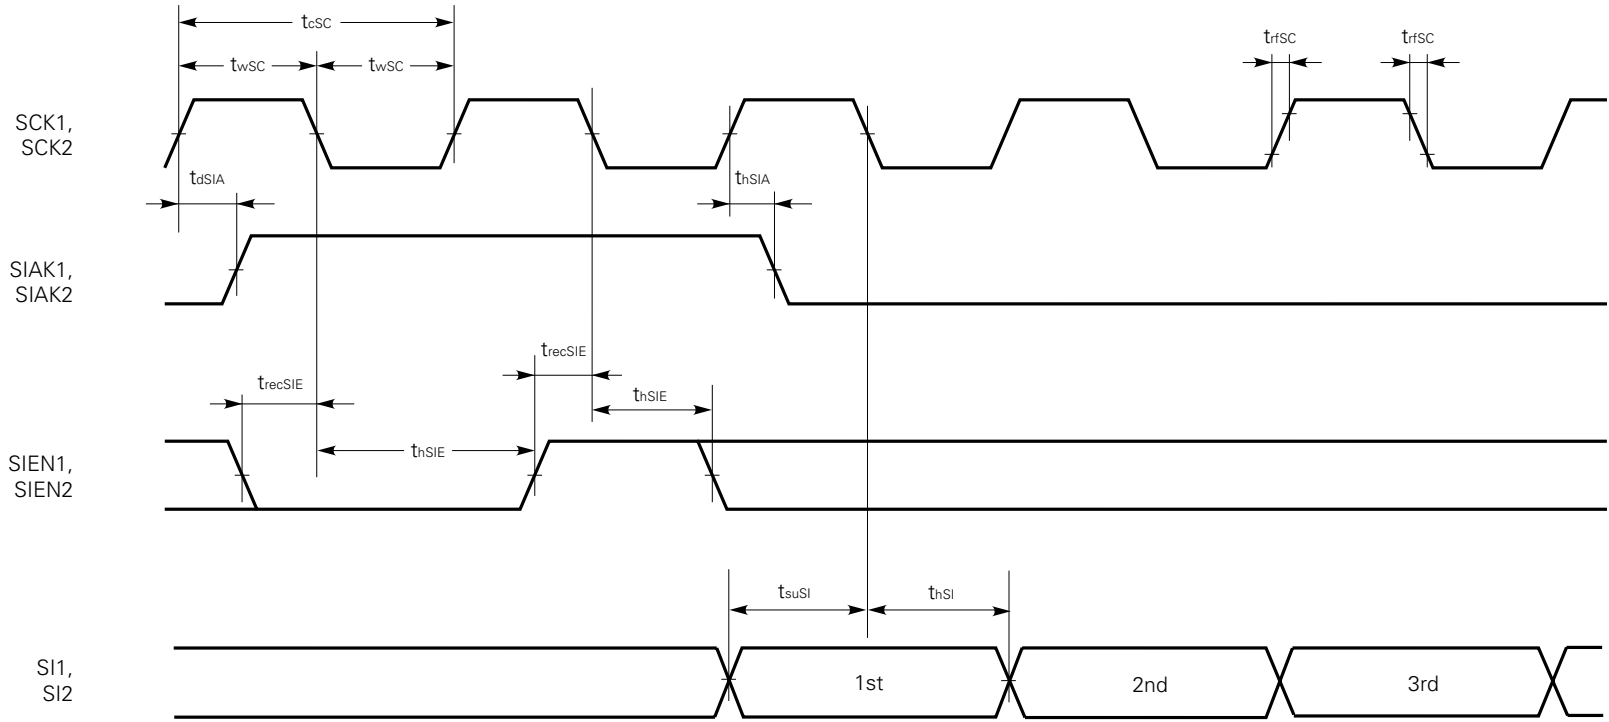 tcSC
twSC
twSC
trfSC
trfSC
SCK1,
SCK2
tdSIA
thSIA
SIAK1,
SIAK2
trecSIE
trecSIE
thSIE
thSIE
SIEN1,
SIEN2
tsuSI
thSI
SI1,
SI2
1st
2nd
3rd